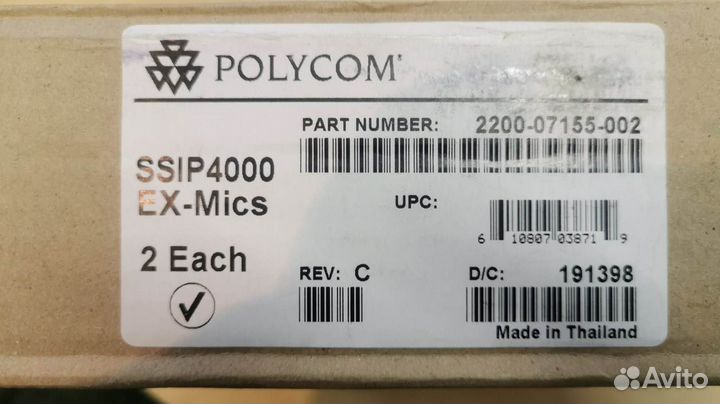 POLYCOM
PART NUMBER: 2200-07155-002
SSIP4000
EX-Mics
UPC:
6 10807 03871 9
2 Each
REV: C
D/C: 191398
Made in Thailand
Avito